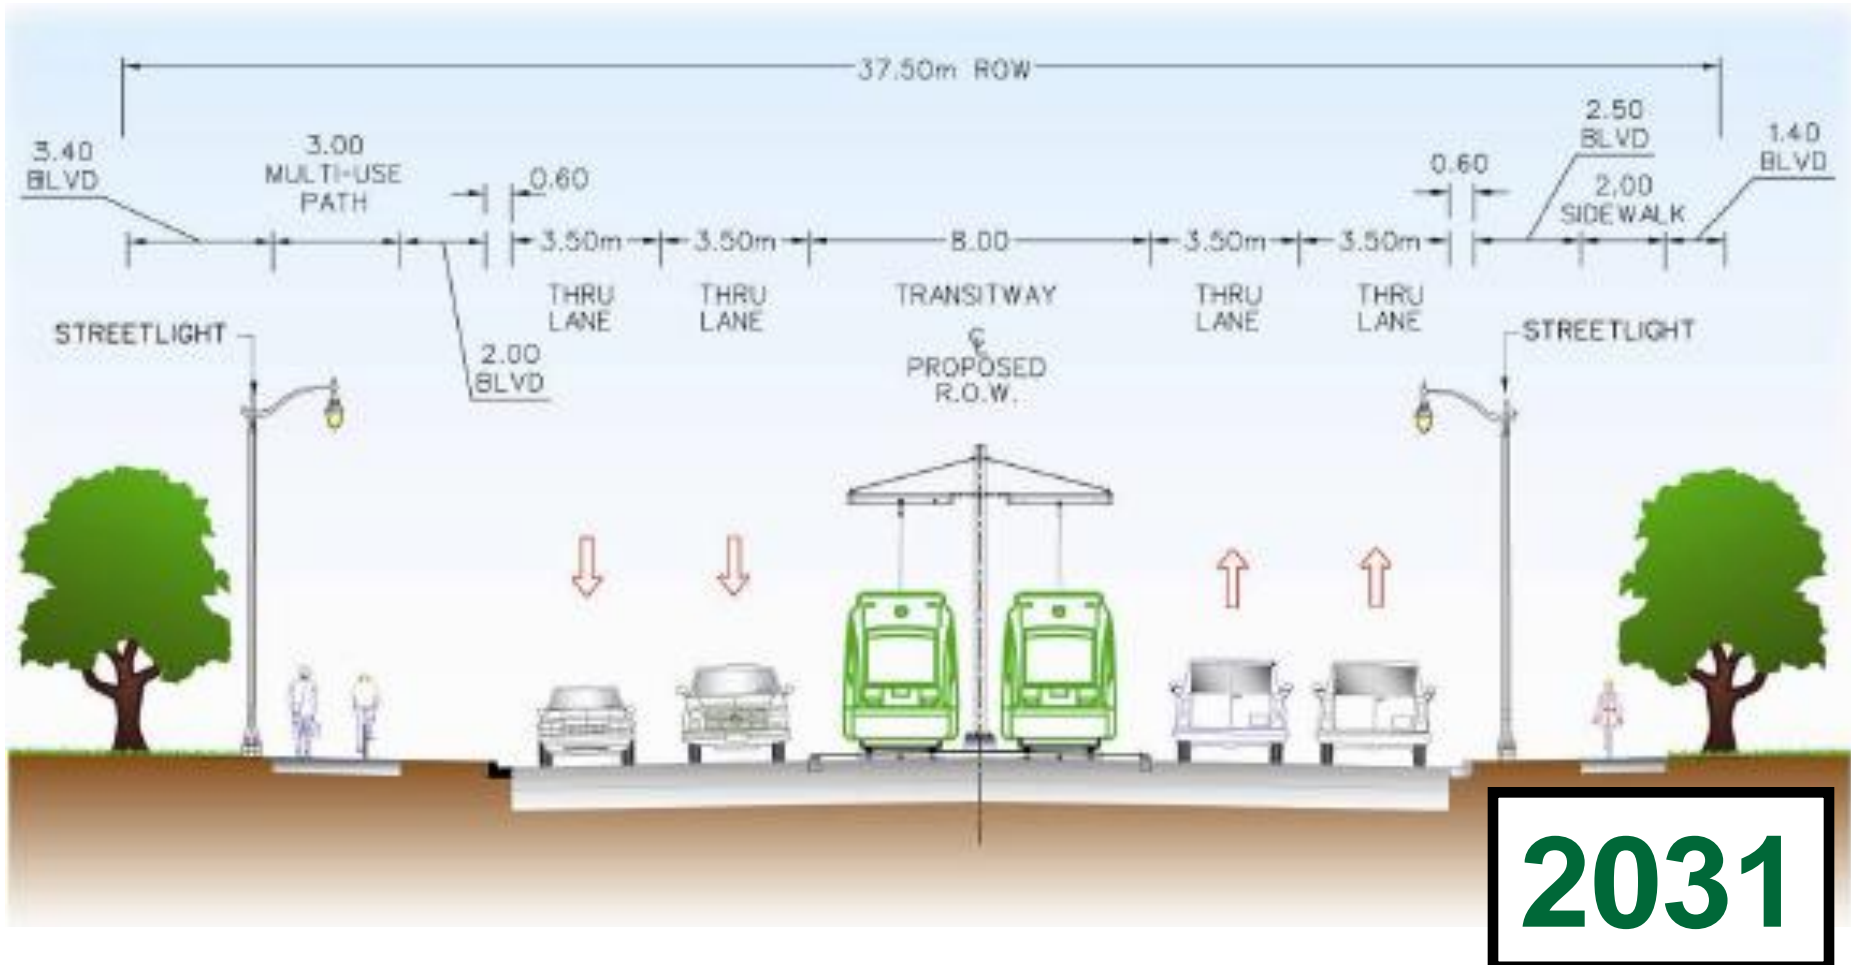 37.50m ROW
3.40
BLVD
3.00
MULTI-USE
PATH
0.60
0.60
2.50
BLVD
1.40
BLVD
2.00
SIDEWALK
3.50m
3.50m
8.00
3.50m
3.50m
THRU
LANE
THRU
LANE
TRANSITWAY
THRU
LANE
THRU
LANE
STREETLIGHT
2.00
BLVD
℄
PROPOSED
R.O.W.
STREETLIGHT
2031